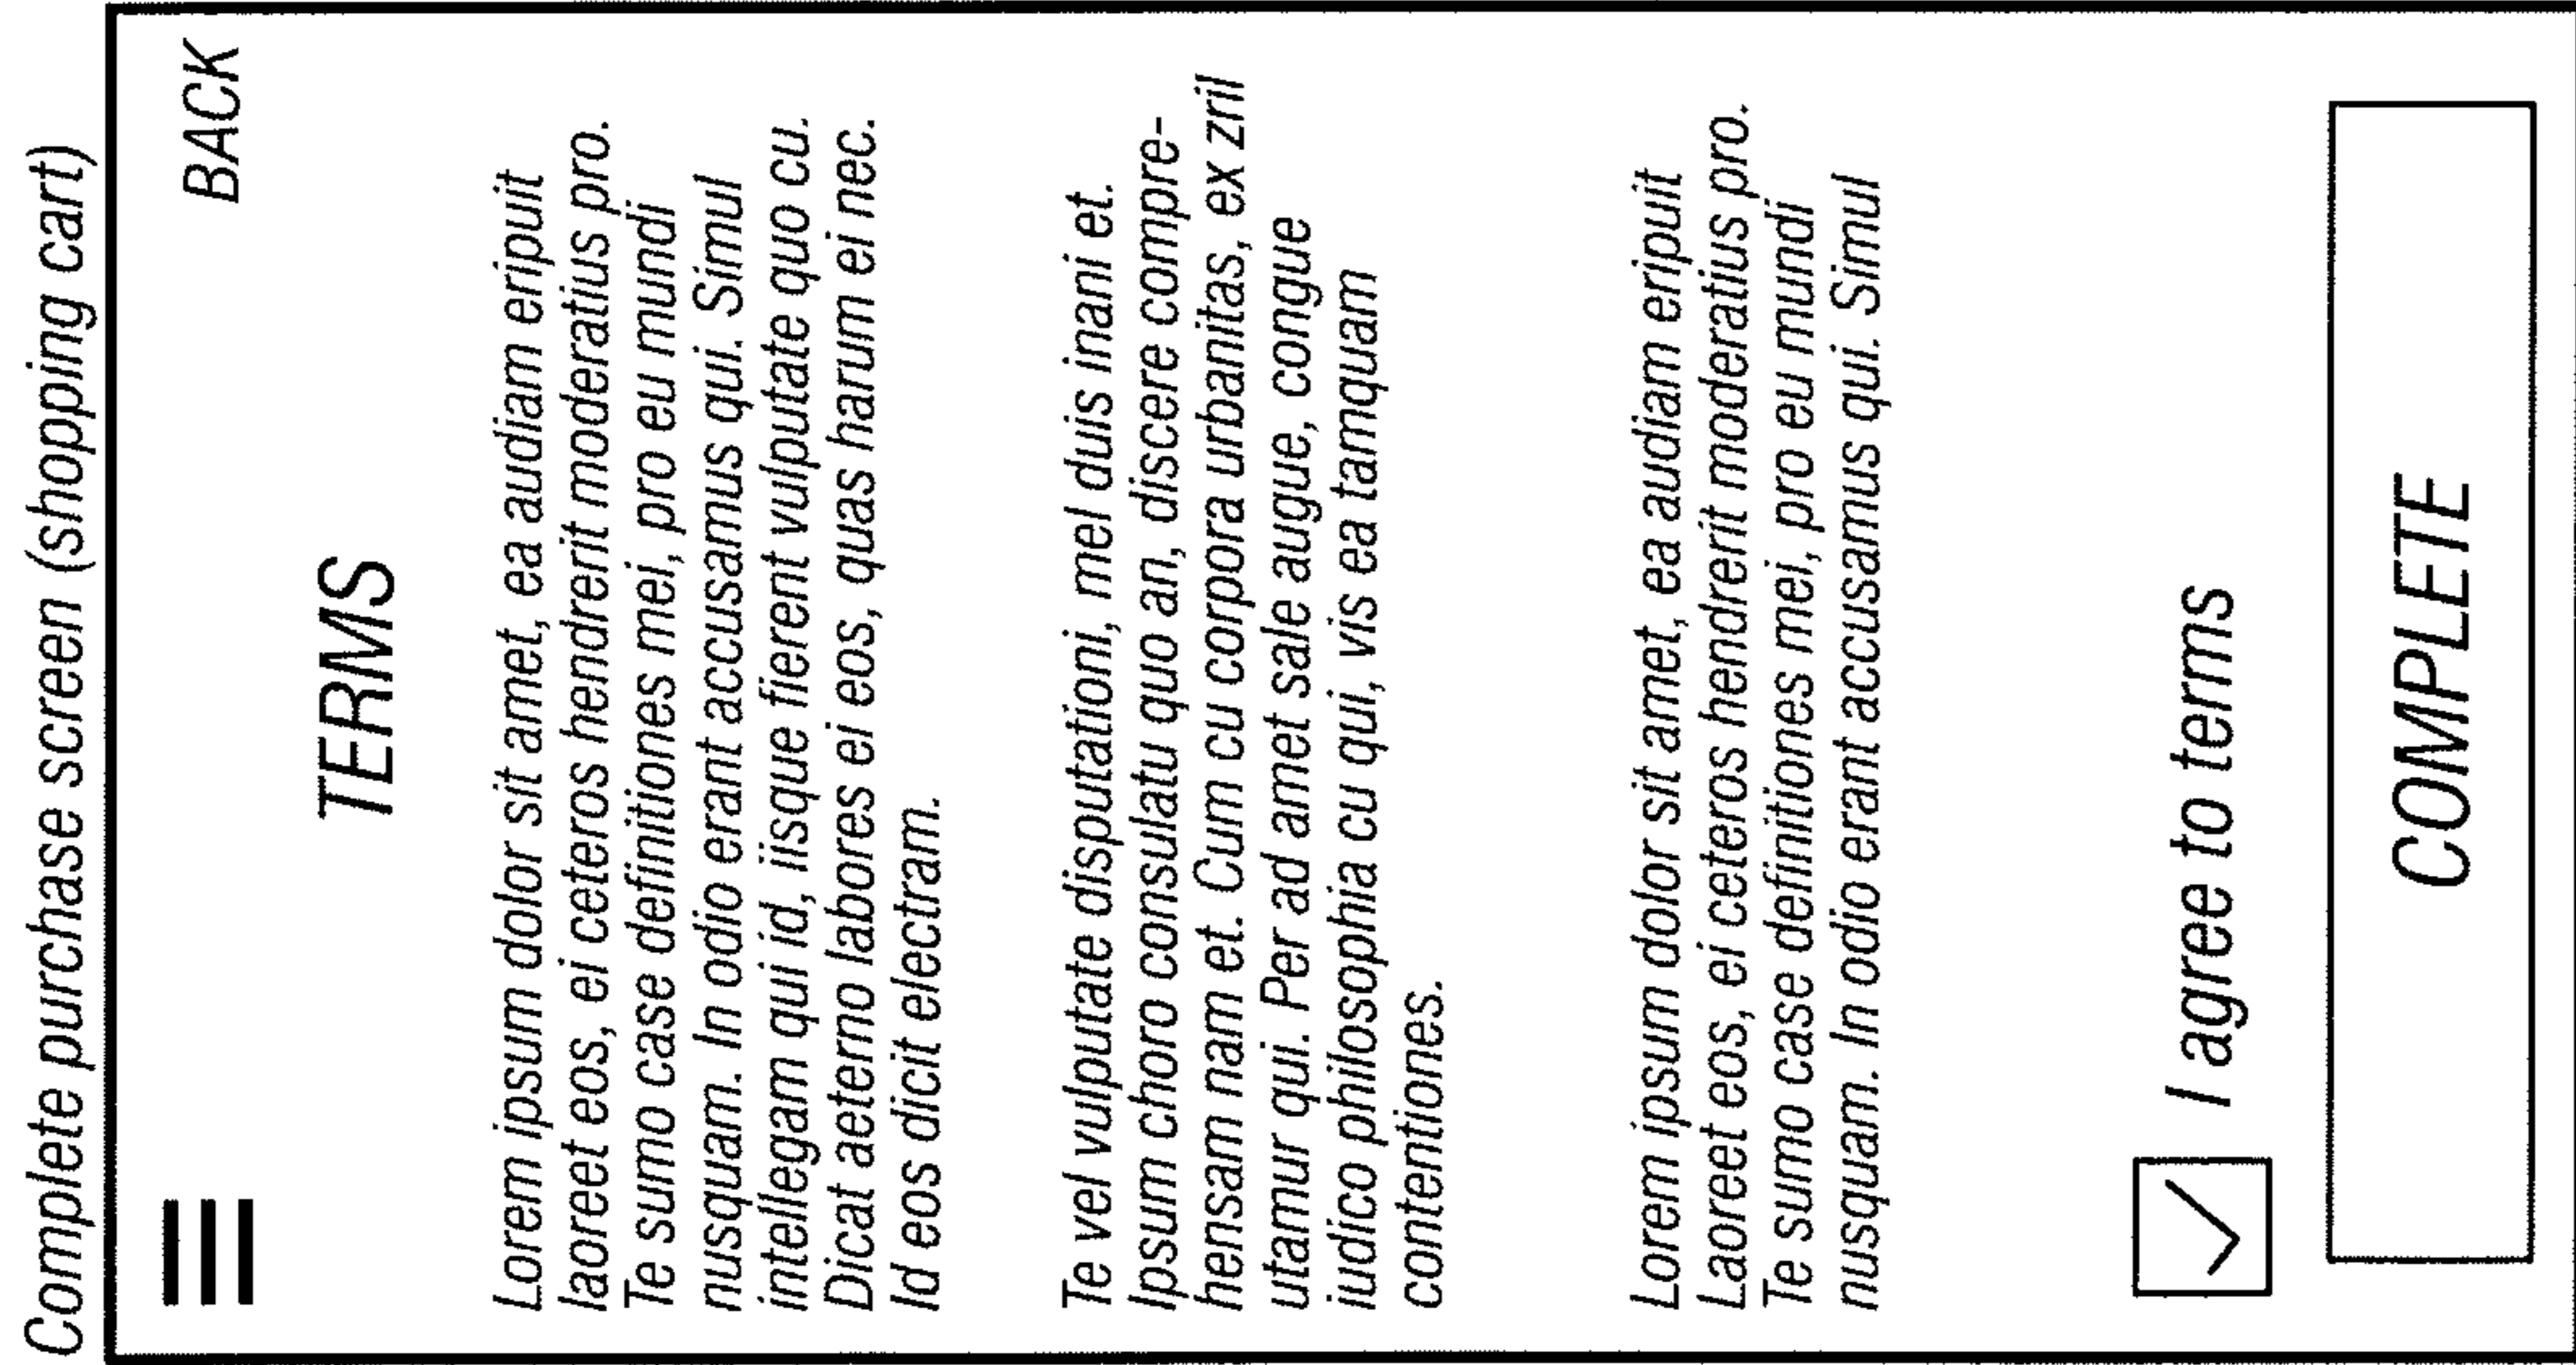 Complete purchase screen (shopping cart)
BACK
TERMS
Lorem ipsum dolor sit amet, ea audiam eripuit
laoreet eos, ei ceteros hendrerit moderatius pro.
Te sumo case definitiones mei, pro eu mundi
nusquam. In odio erant accusamus qui. Simul
intellegam qui id, iisque fierent vulputate quo cu.
Dicat aeterno labores ei eos, quas harum ei nec.
Id eos dicit electram.
Te vel vulputate disputationi, mel duis inani et.
Ipsum choro consulatu quo an, discere compre-
hensam nam et. Cum cu corpora urbanitas, ex zril
utamur qui. Per ad amet sale augue, congue
iudico philosophia cu qui, vis ea tamquam
contentiones.
Lorem ipsum dolor sit amet, ea audiam eripuit
Laoreet eos, ei ceteros hendrerit moderatius pro.
Te sumo case definitiones mei, pro eu mundi
nusquam. In odio erant accusamus qui. Simul
I agree to terms
COMPLETE